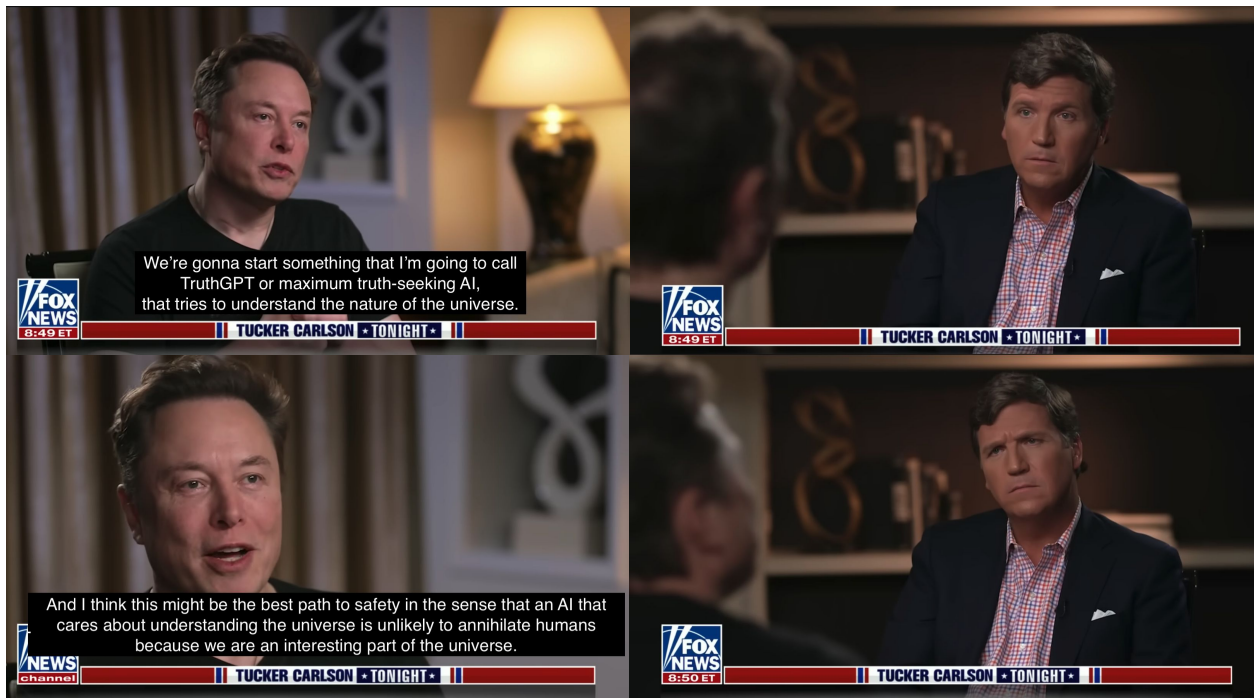 We're gonna start something that I'm going to call
TruthGPT or maximum truth-seeking AI,
that tries to understand the nature of the universe.
FOX
NEWS
8:49 ET
TUCKER CARLSON TONIGHT
FOX
NEWS
8:49 ET
TUCKER CARLSON TONIGHT
And I think this might be the best path to safety in the sense that an AI that
cares about understanding the universe is unlikely to annihilate humans
because we are an interesting part of the universe.
NEWS
channel
TUCKER CARLSON TONIGHT
FOX
NEWS
8:50 ET
TUCKER CARLSON TONIGHT